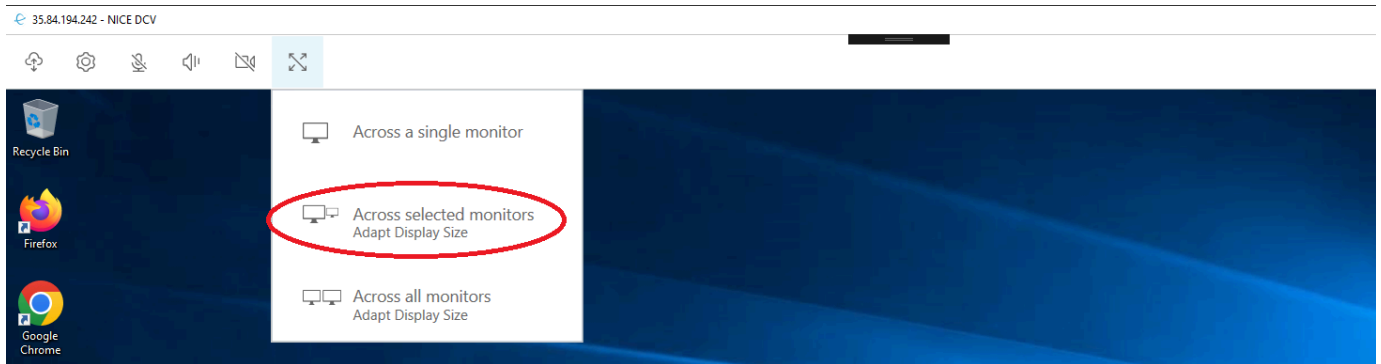 35.84.194.242 - NICE DCV
Across a single monitor
Recycle Bin
Across selected monitors
Adapt Display Size
Firefox
Across all monitors
Adapt Display Size
Google
Chrome